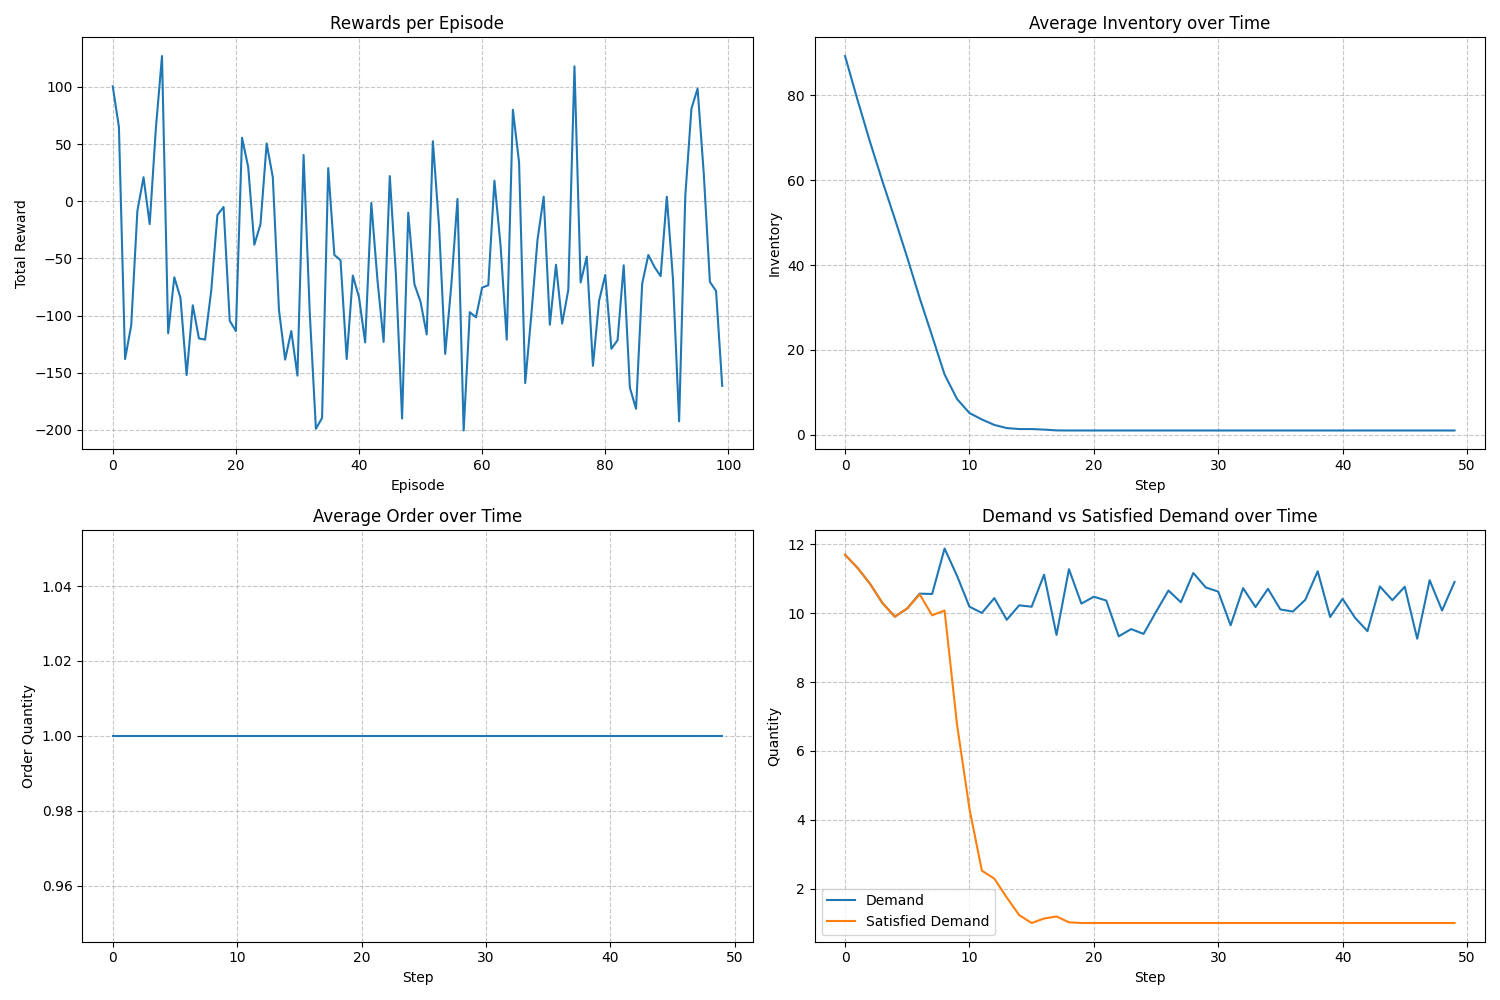 Rewards per Episode
Total Reward
100
50
0
−50
−100
−150
−200
0 20 40 60 80 100
Episode
Average Inventory over Time
Inventory
80
60
40
20
0
0 10 20 30 40 50
Step
Average Order over Time
Order Quantity
1.04
1.02
1.00
0.98
0.96
0 10 20 30 40 50
Step
Demand vs Satisfied Demand over Time
Quantity
12
10
8
6
4
2
Demand
Satisfied Demand
0 10 20 30 40 50
Step